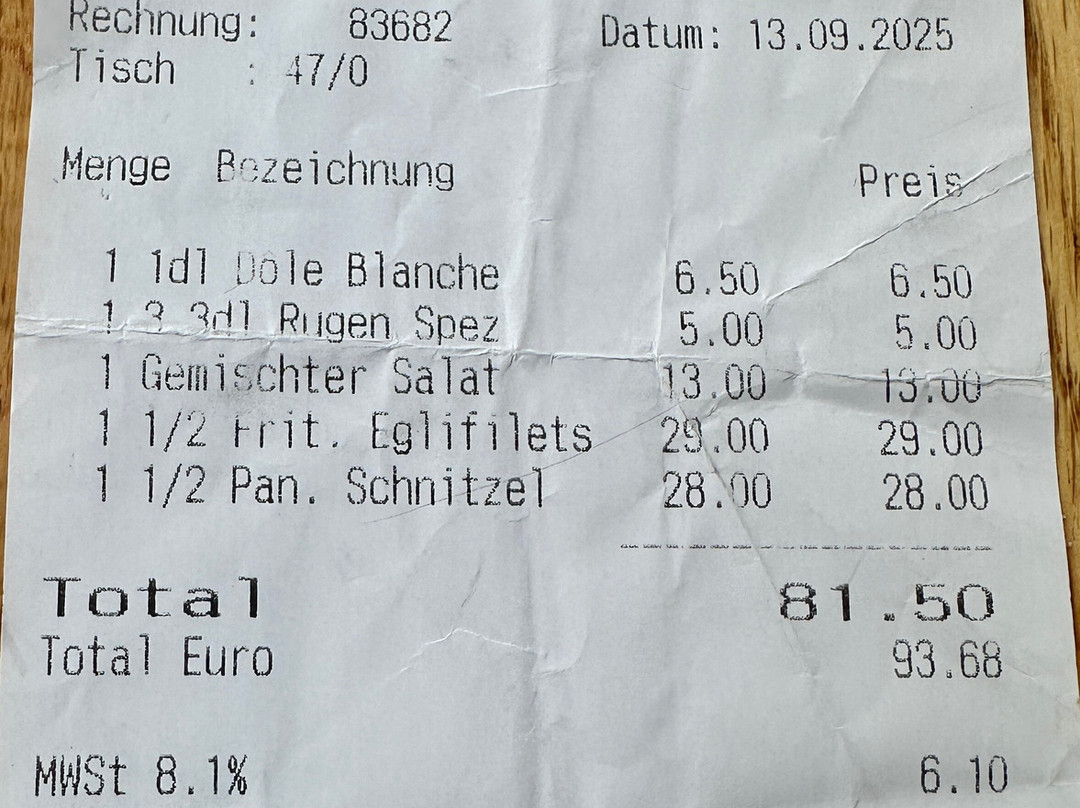 Rechnung: 83682 Datum: 13.09.2025
Tisch : 47/0
Menge Bezeichnung Preis
1 1dl Dôle Blanche 6.50 6.50
1 3 3dl Rugen Spez 5.00 5.00
1 Gemischter Salat 13.00 13.00
1 1/2 Frit. Eglifilets 29.00 29.00
1 1/2 Pan. Schnitzel 28.00 28.00
Total 81.50
Total Euro 93.68
MWSt 8.1% 6.10